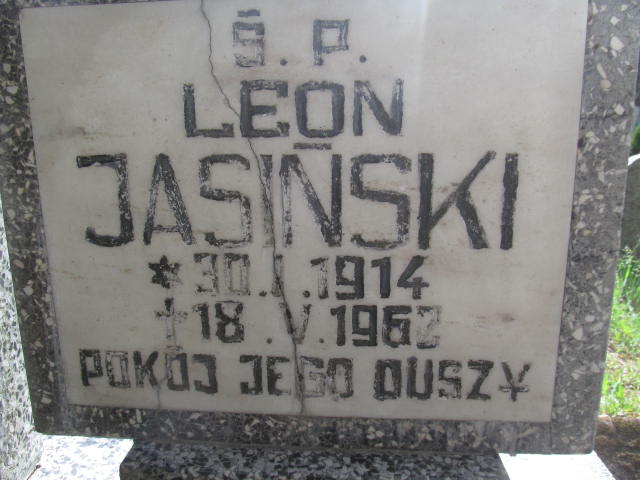 Ś. P.
LEON
JASIŃSKI
* 30. I. 1914
† 18. V. 1962
POKÓJ JEGO DUSZY